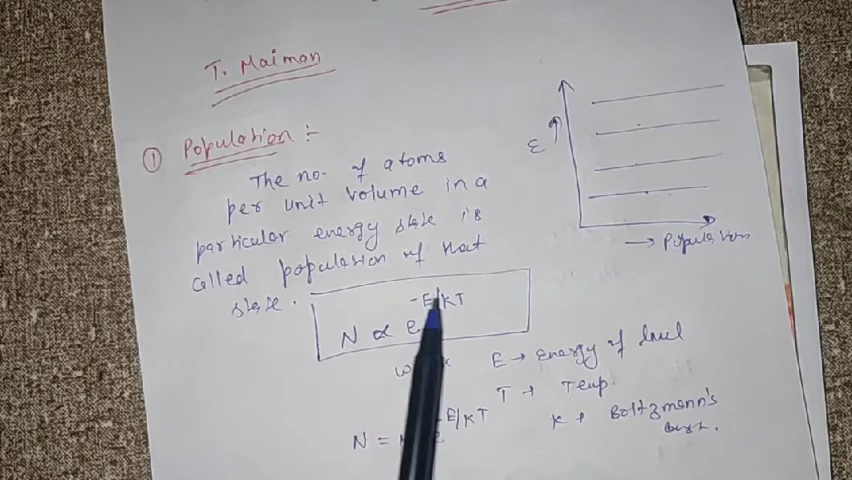 T. Maiman
① Population :-
The no. of atoms
per unit volume in a
particular energy state is
called population of that
state.
N ∝ e -E/KT
E → Energy of level
T → Temp.
K → Boltzmann's
const.
N = e -E/KT
E ↑
→ Population